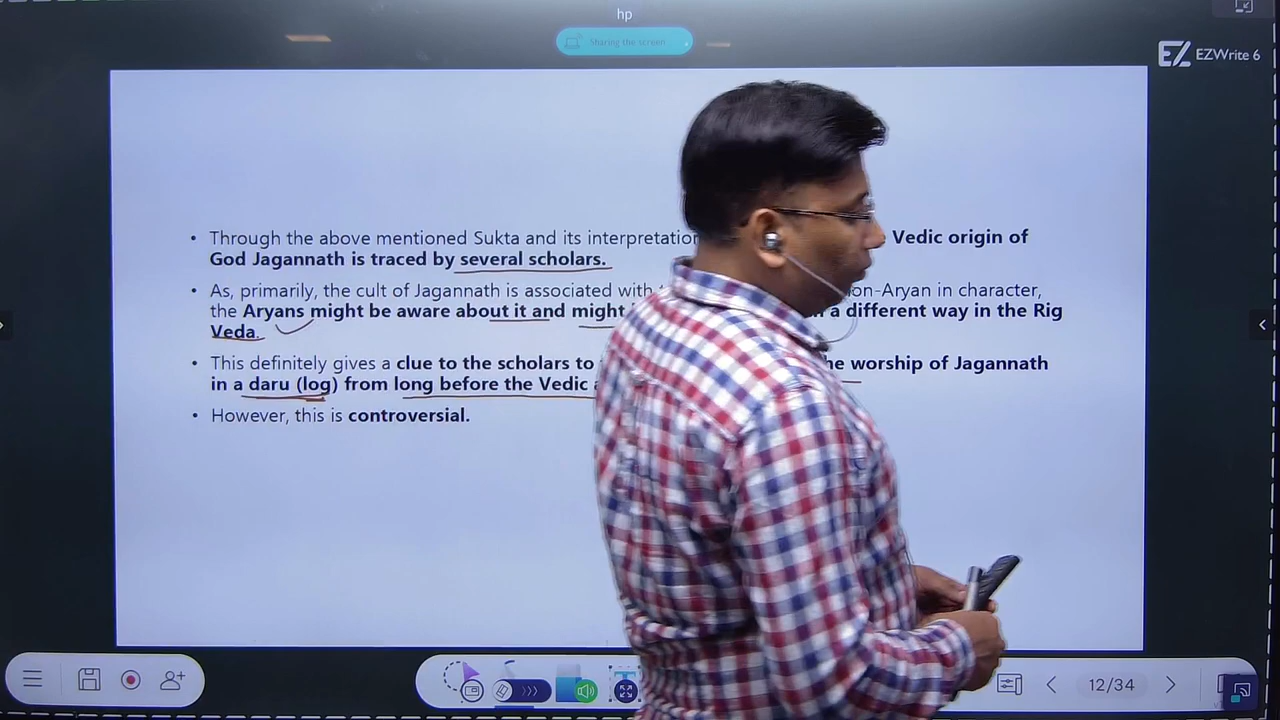 hp
Sharing the screen
EZ EZWrite 6
• Through the above mentioned Sukta and its Vedic origin of
God Jagannath is traced by several scholars.
• As, primarily, the cult of Jagannath is associated with in character,
the Aryans might be aware about it and might a different way in the Rig
Veda.
• This definitely gives a clue to the scholars to worship of Jagannath
in a daru (log) from long before the Vedic
• However, this is controversial.
12/34